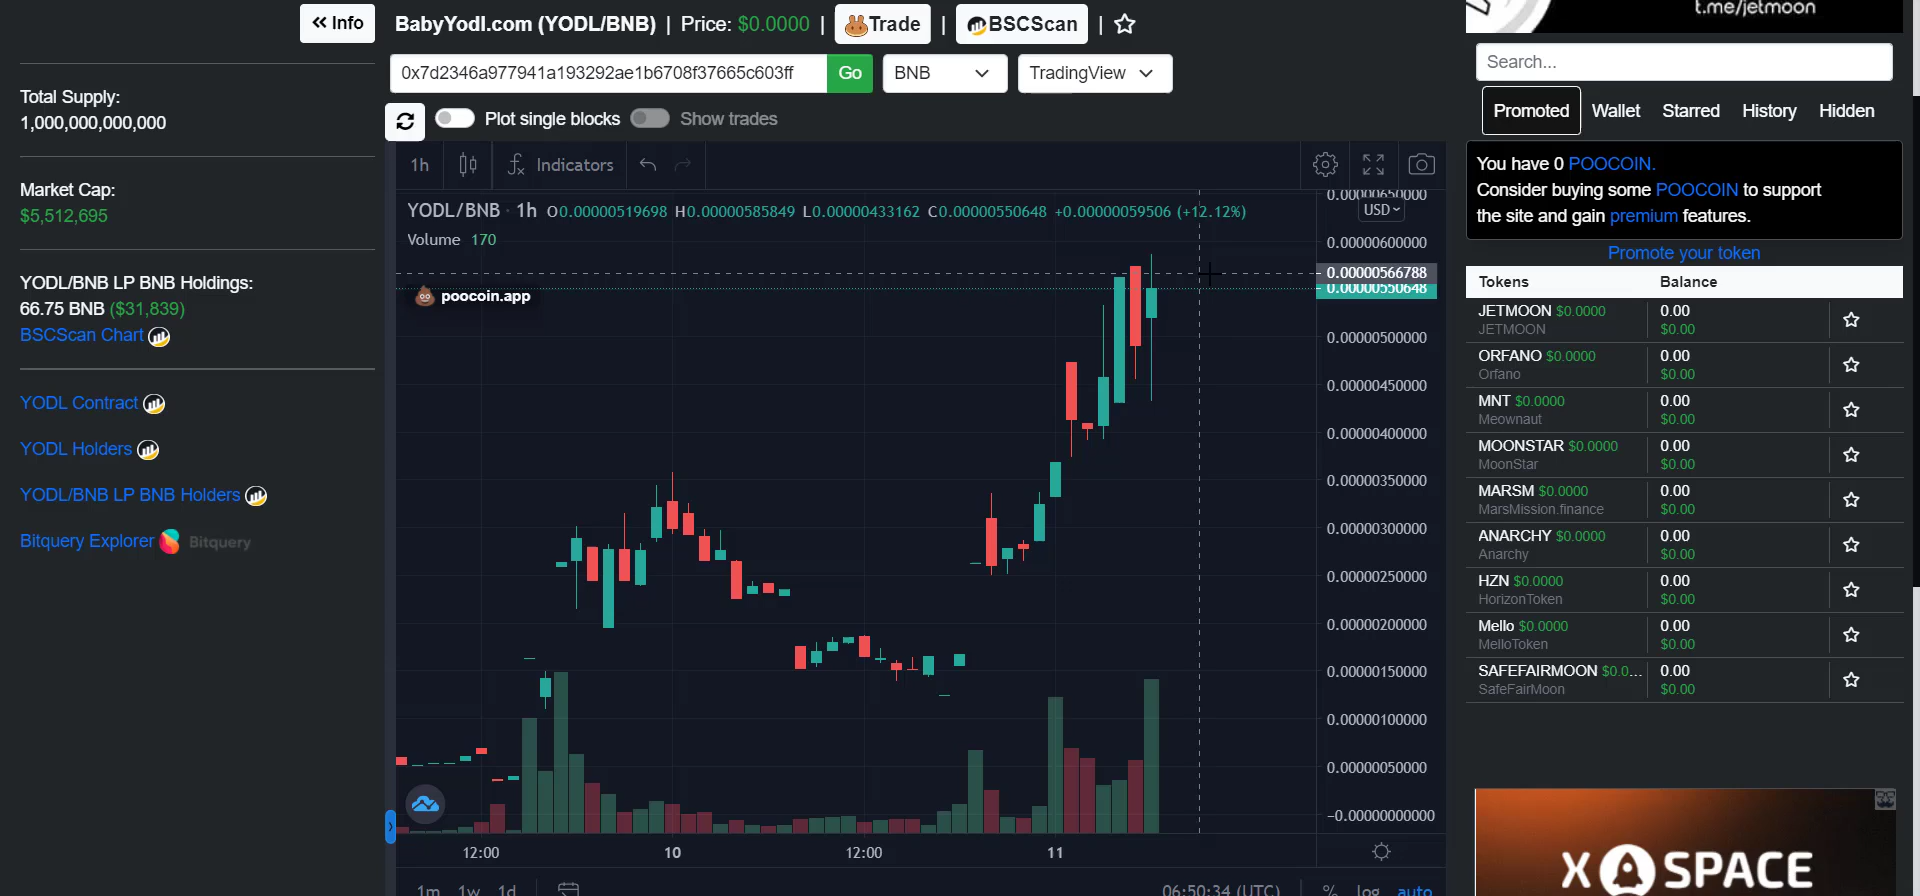 « Info
Total Supply:
1,000,000,000,000
Market Cap:
$5,512,695
YODL/BNB LP BNB Holdings:
66.75 BNB ($31,839)
BSCScan Chart
YODL Contract
YODL Holders
YODL/BNB LP BNB Holders
Bitquery Explorer Bitquery
BabyYodl.com (YODL/BNB) | Price: $0.0000 | Trade | BSCScan |
0x7d2346a977941a193292ae1b6708f37665c603ff Go BNB TradingView
Plot single blocks Show trades
1h Indicators
YODL/BNB · 1h O0.00000519698 H0.00000585849 L0.00000433162 C0.00000550648 +0.00000059506 (+12.12%)
Volume 170
poocoin.app
0.00000650000
USD
0.00000600000
0.00000566788
0.00000550648
0.00000500000
0.00000450000
0.00000400000
0.00000350000
0.00000300000
0.00000250000
0.00000200000
0.00000150000
0.00000100000
0.00000050000
-0.00000000000
12:00 10 12:00 11
1m 1w 1d 06:50:34 (UTC) % log auto
t.me/jetmoon
Search...
Promoted Wallet Starred History Hidden
You have 0 POOCOIN.
Consider buying some POOCOIN to support
the site and gain premium features.
Promote your token
Tokens Balance
JETMOON $0.0000 0.00
JETMOON $0.00
ORFANO $0.0000 0.00
Orfano $0.00
MNT $0.0000 0.00
Meownaut $0.00
MOONSTAR $0.0000 0.00
MoonStar $0.00
MARSM $0.0000 0.00
MarsMission.finance $0.00
ANARCHY $0.0000 0.00
Anarchy $0.00
HZN $0.0000 0.00
HorizonToken $0.00
Mello $0.0000 0.00
MelloToken $0.00
SAFEFAIRMOON $0.0... 0.00
SafeFairMoon $0.00
X SPACE